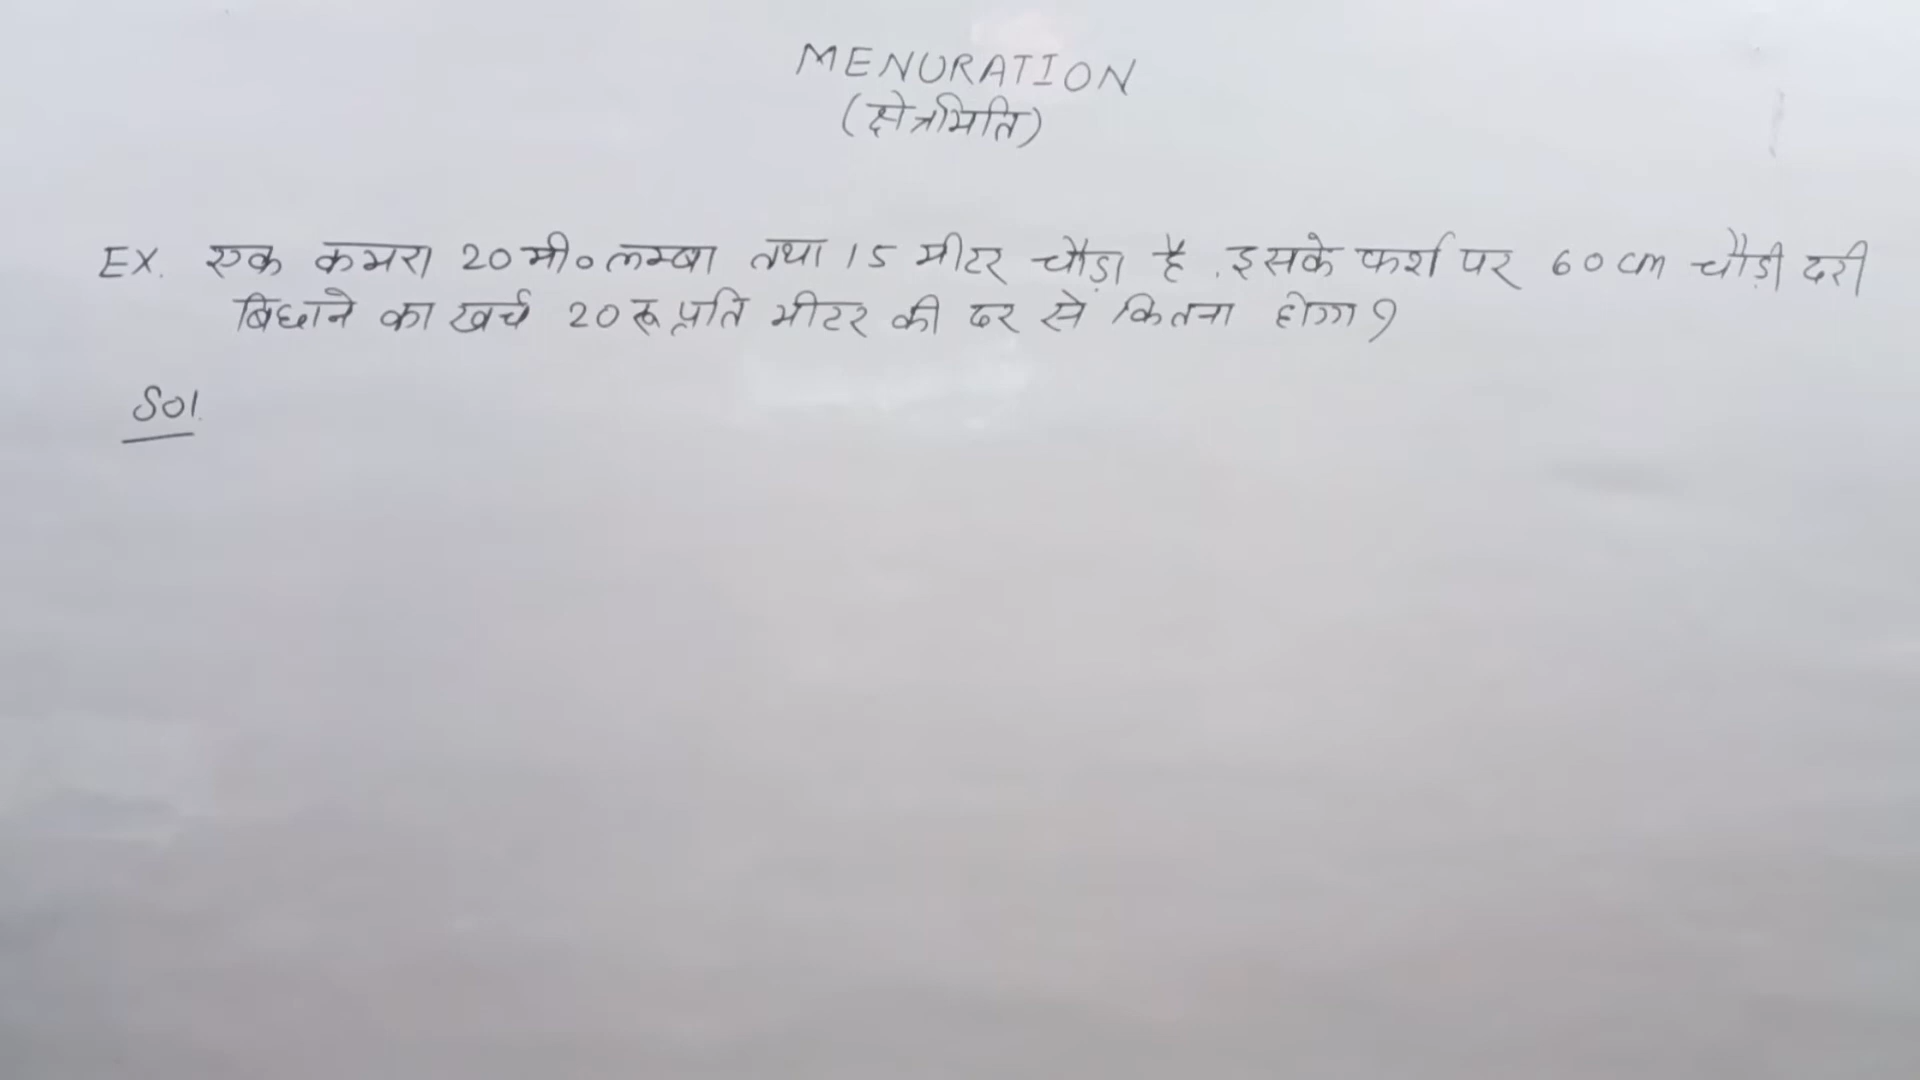 MENURATION
(क्षेत्रमिति)
EX. एक कमरा 20 मी० लम्बा तथा 15 मीटर चौड़ा है. इसके फर्श पर 60 cm चौड़ी दरी
बिछाने का खर्च 20 रू प्रति मीटर की दर से कितना होगा?
Sol.